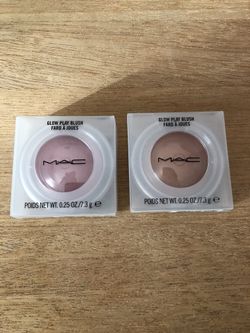 GLOW PLAY BLUSH
FARD À JOUES
MAC
POIDS NET WT. 0.25 OZ/7.3 g ℮
GLOW PLAY BLUSH
FARD À JOUES
MAC
POIDS NET WT. 0.25 OZ/7.3 g ℮